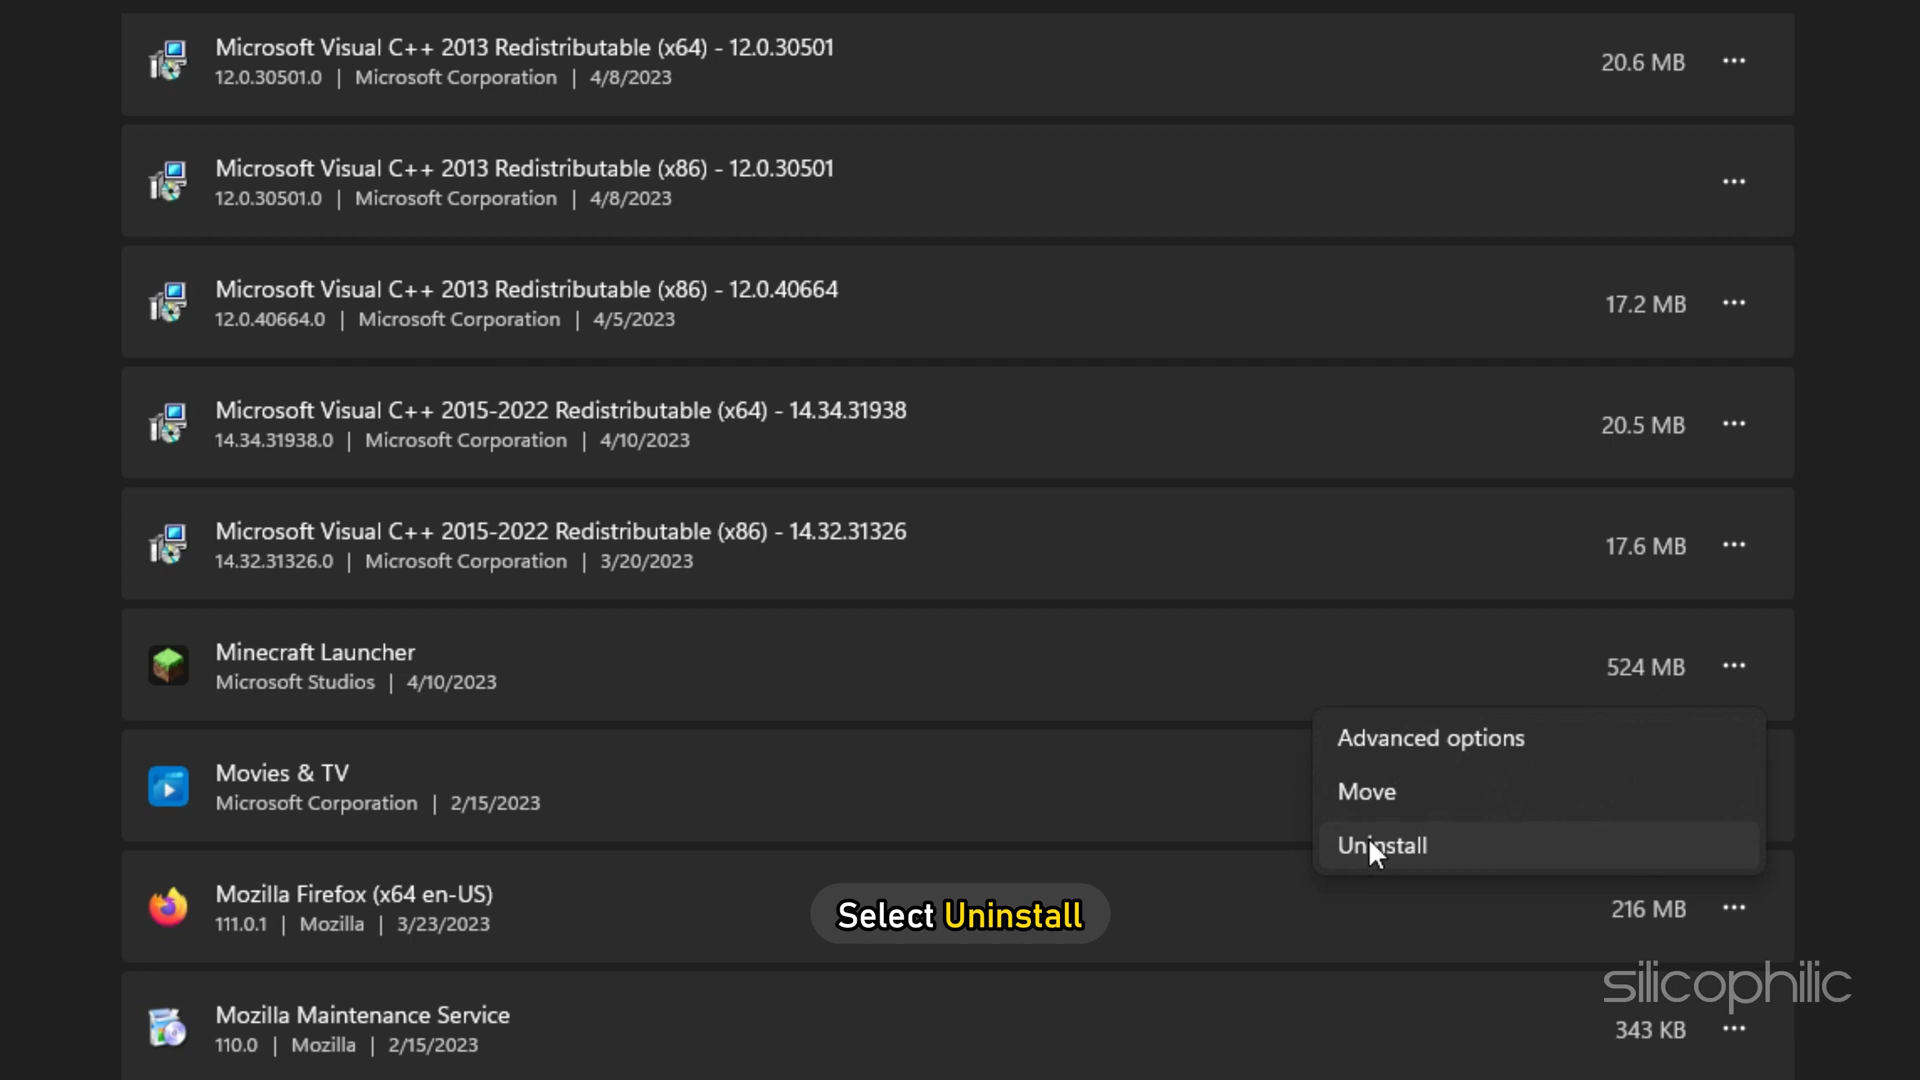 Microsoft Visual C++ 2013 Redistributable (x64) - 12.0.30501
12.0.30501.0 | Microsoft Corporation | 4/8/2023
20.6 MB
Microsoft Visual C++ 2013 Redistributable (x86) - 12.0.30501
12.0.30501.0 | Microsoft Corporation | 4/8/2023
Microsoft Visual C++ 2013 Redistributable (x86) - 12.0.40664
12.0.40664.0 | Microsoft Corporation | 4/5/2023
17.2 MB
Microsoft Visual C++ 2015-2022 Redistributable (x64) - 14.34.31938
14.34.31938.0 | Microsoft Corporation | 4/10/2023
20.5 MB
Microsoft Visual C++ 2015-2022 Redistributable (x86) - 14.32.31326
14.32.31326.0 | Microsoft Corporation | 3/20/2023
17.6 MB
Minecraft Launcher
Microsoft Studios | 4/10/2023
524 MB
Advanced options
Move
Uninstall
Movies & TV
Microsoft Corporation | 2/15/2023
Mozilla Firefox (x64 en-US)
111.0.1 | Mozilla | 3/23/2023
216 MB
Select Uninstall
silicophilic
Mozilla Maintenance Service
110.0 | Mozilla | 2/15/2023
343 KB